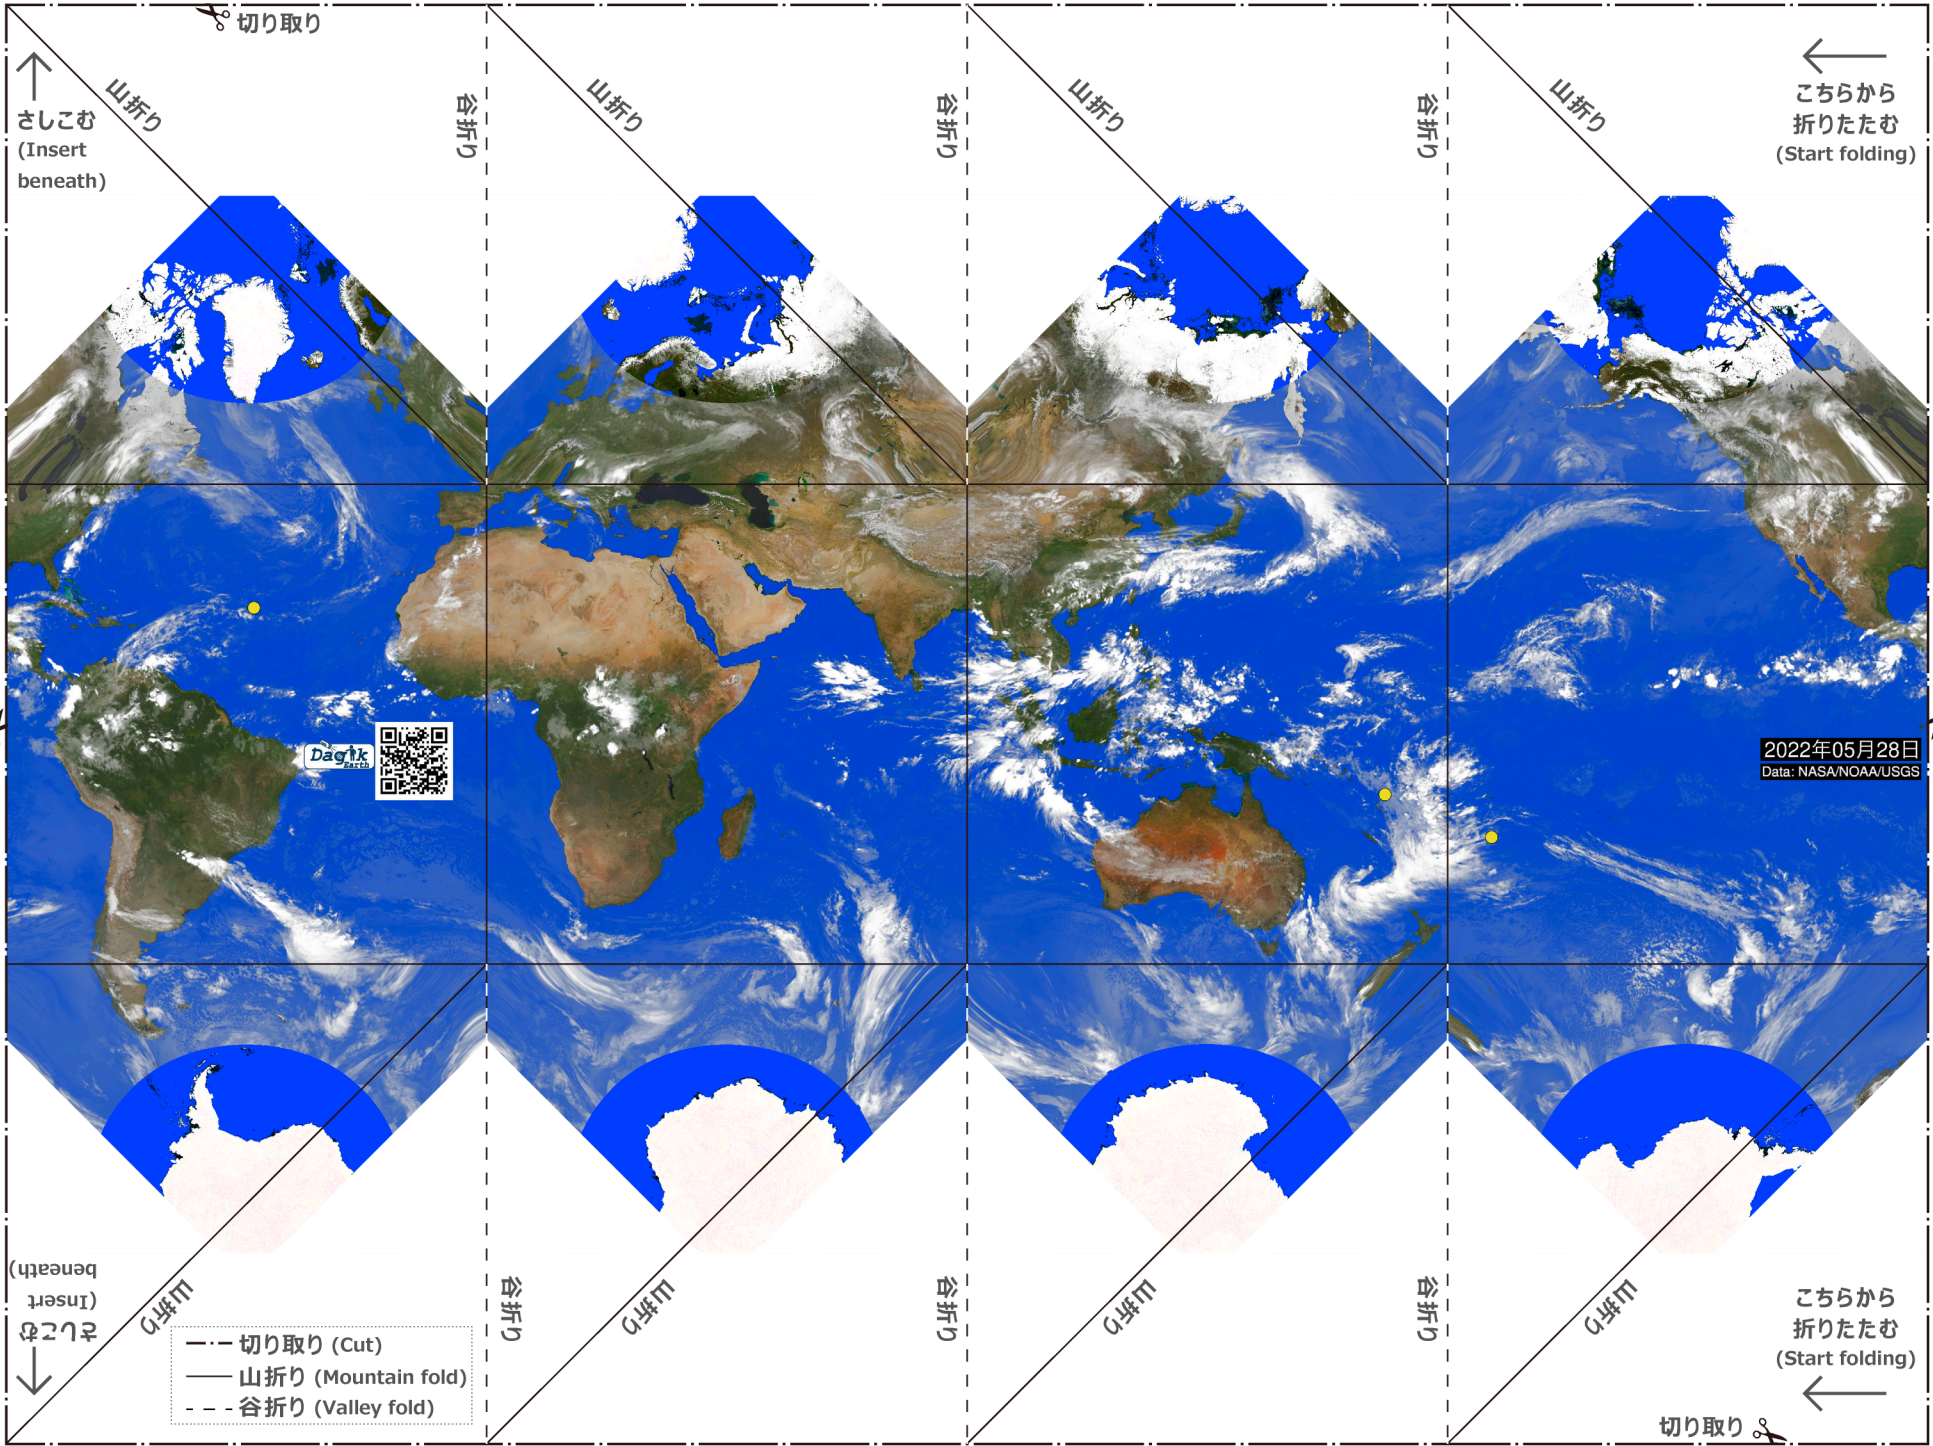 切り取り
さしこむ
(Insert
beneath)
山折り
谷折り
山折り
谷折り
山折り
谷折り
山折り
こちらから
折りたたむ
(Start folding)
Dagik
Earth
2022年05月28日
Data: NASA/NOAA/USGS
さしこむ
(Insert
beneath)
山折り
谷折り
山折り
谷折り
山折り
谷折り
山折り
こちらから
折りたたむ
(Start folding)
切り取り (Cut)
山折り (Mountain fold)
谷折り (Valley fold)
切り取り